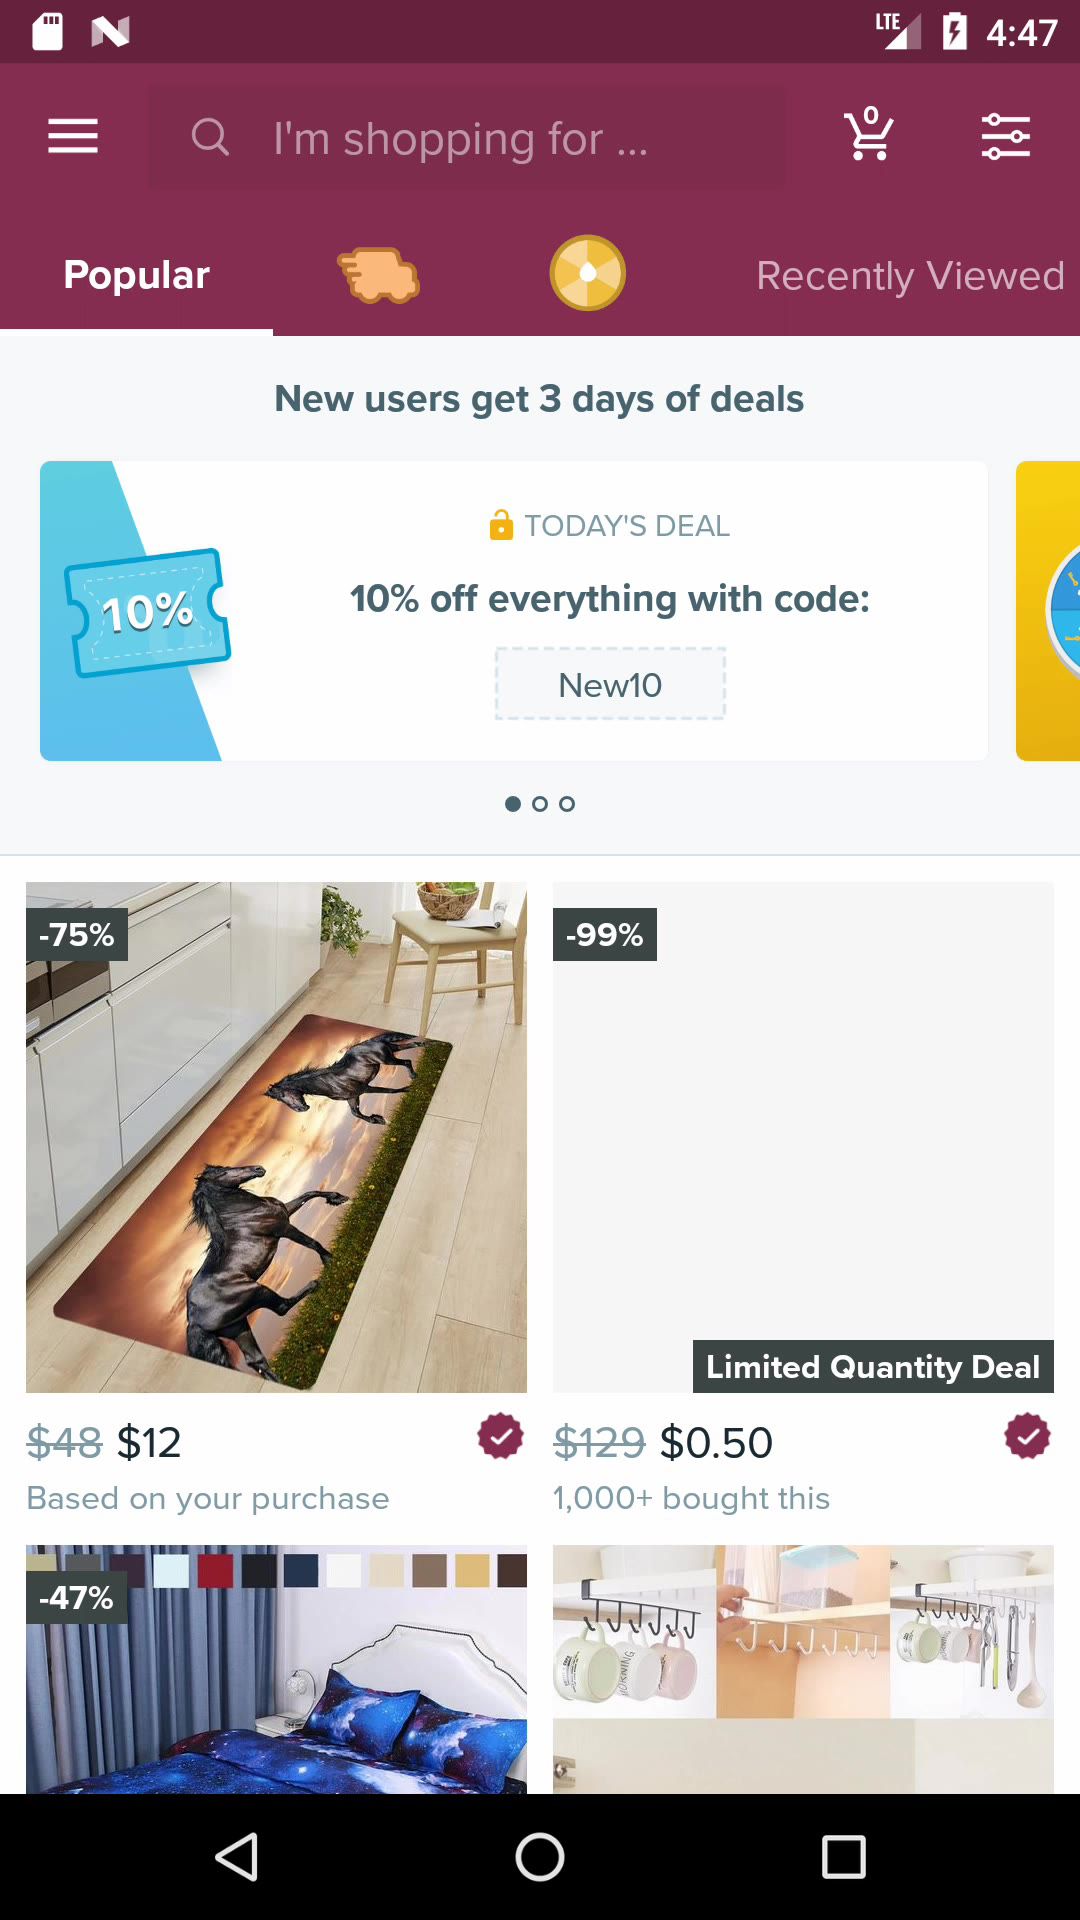 LTE 4:47
I'm shopping for ...
0
Popular
Recently Viewed
New users get 3 days of deals
TODAY'S DEAL
10%
10% off everything with code:
New10
-75%
-99%
Limited Quantity Deal
$48 $12
$129 $0.50
Based on your purchase
1,000+ bought this
-47%
MORNING